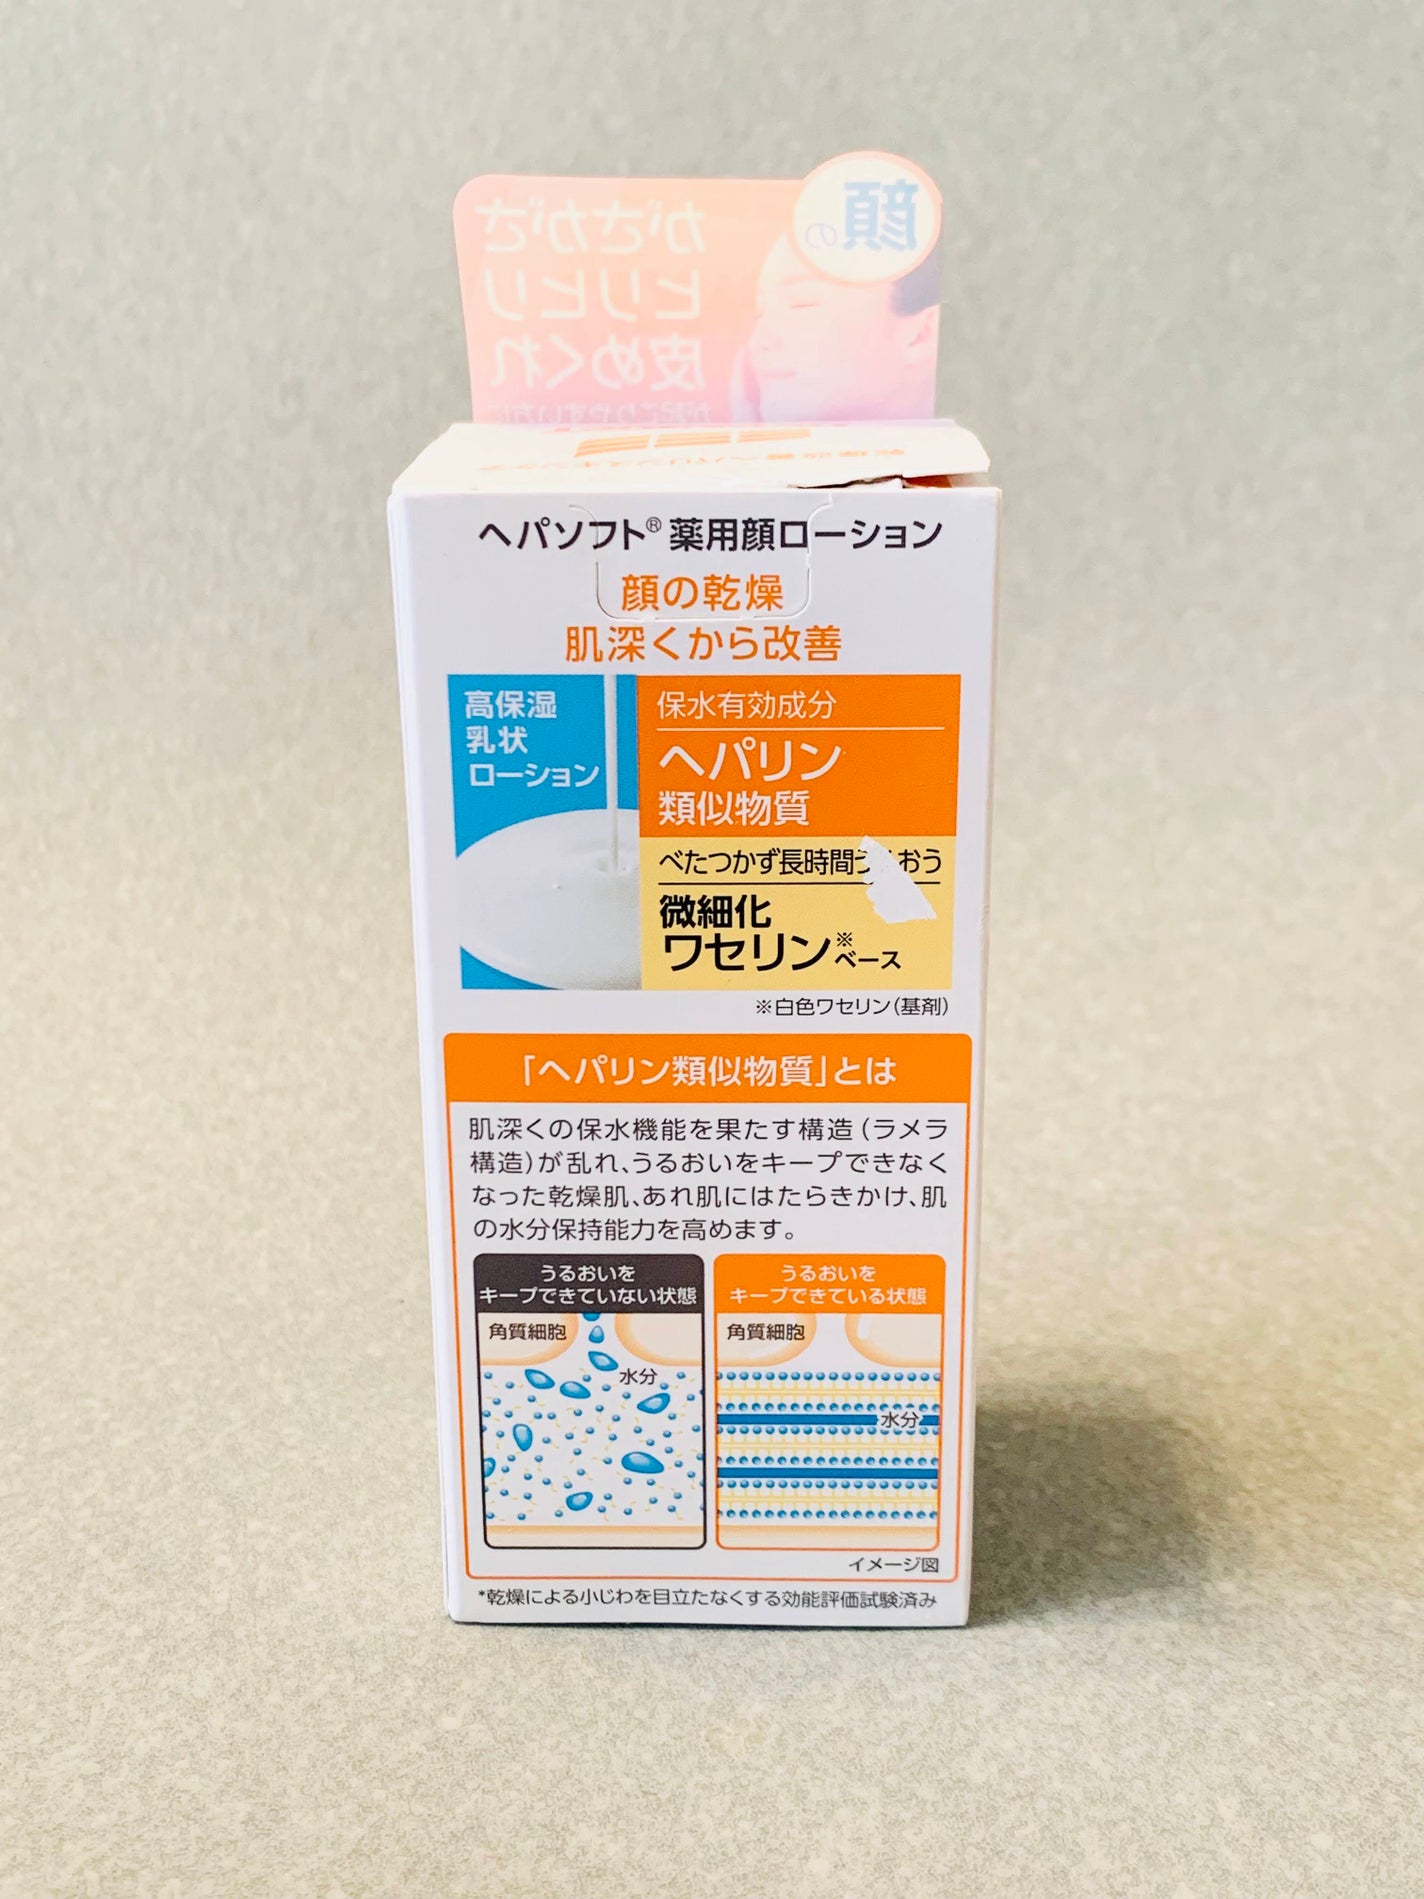 顔の
がさがさ
ヒリヒリ
皮めくれ
が起こりやすい方に
ヘパソフト® 薬用顔ローション
顔の乾燥
肌深くから改善
高保湿
乳状
ローション
保水有効成分
ヘパリン
類似物質
べたつかず長時間う おう
微細化
ワセリン※ベース
※白色ワセリン(基剤)
「ヘパリン類似物質」とは
肌深くの保水機能を果たす構造(ラメラ
構造)が乱れ、うるおいをキープできなく
なった乾燥肌、あれ肌にはたらきかけ、肌
の水分保持能力を高めます。
うるおいを
キープできていない状態
角質細胞
水分
うるおいを
キープできている状態
角質細胞
水分
イメージ図
*乾燥による小じわを目立たなくする効能評価試験済み